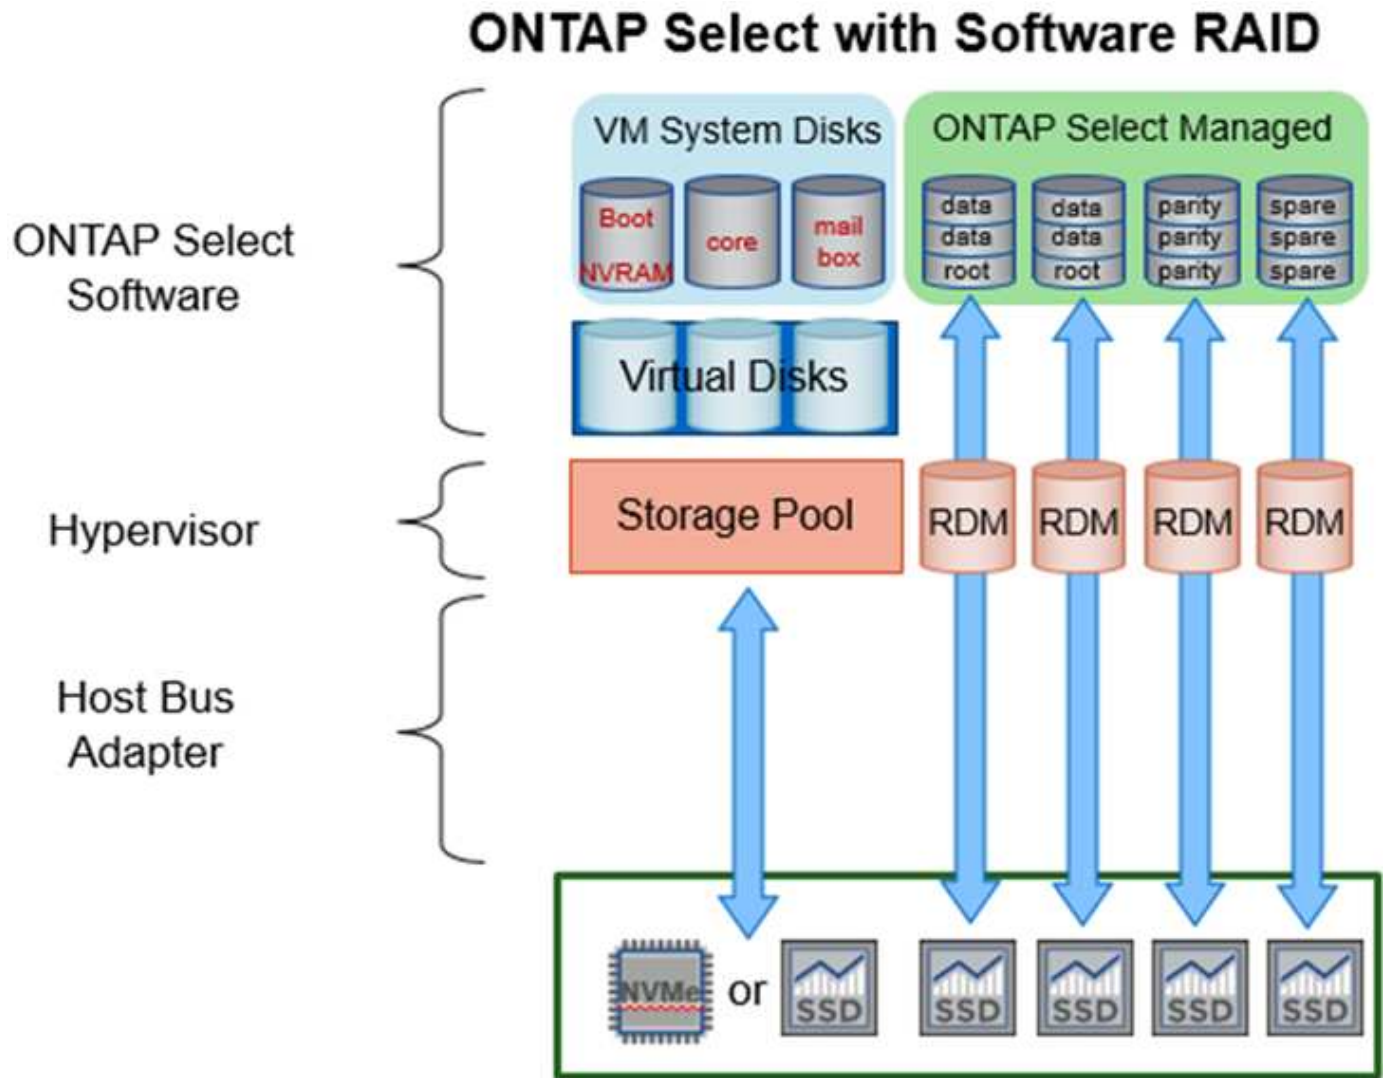 ONTAP Select with Software RAID
ONTAP Select
Software
VM System Disks
Boot
NVRAM
core
mail
box
ONTAP Select Managed
data
data
root
data
data
root
parity
parity
parity
spare
spare
spare
Virtual Disks
Hypervisor
Storage Pool
RDM
RDM
RDM
RDM
Host Bus
Adapter
NVMe
or
SSD
SSD
SSD
SSD
SSD